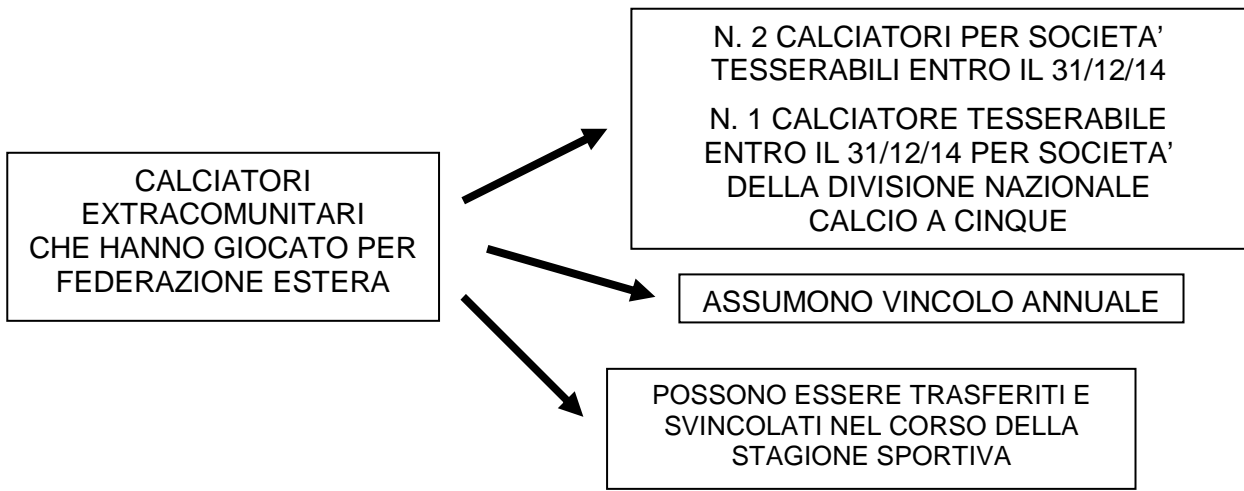 CALCIATORI
EXTRACOMUNITARI
CHE HANNO GIOCATO PER
FEDERAZIONE ESTERA
N. 2 CALCIATORI PER SOCIETA'
TESSERABILI ENTRO IL 31/12/14
N. 1 CALCIATORE TESSERABILE
ENTRO IL 31/12/14 PER SOCIETA'
DELLA DIVISIONE NAZIONALE
CALCIO A CINQUE
ASSUMONO VINCOLO ANNUALE
POSSONO ESSERE TRASFERITI E
SVINCOLATI NEL CORSO DELLA
STAGIONE SPORTIVA